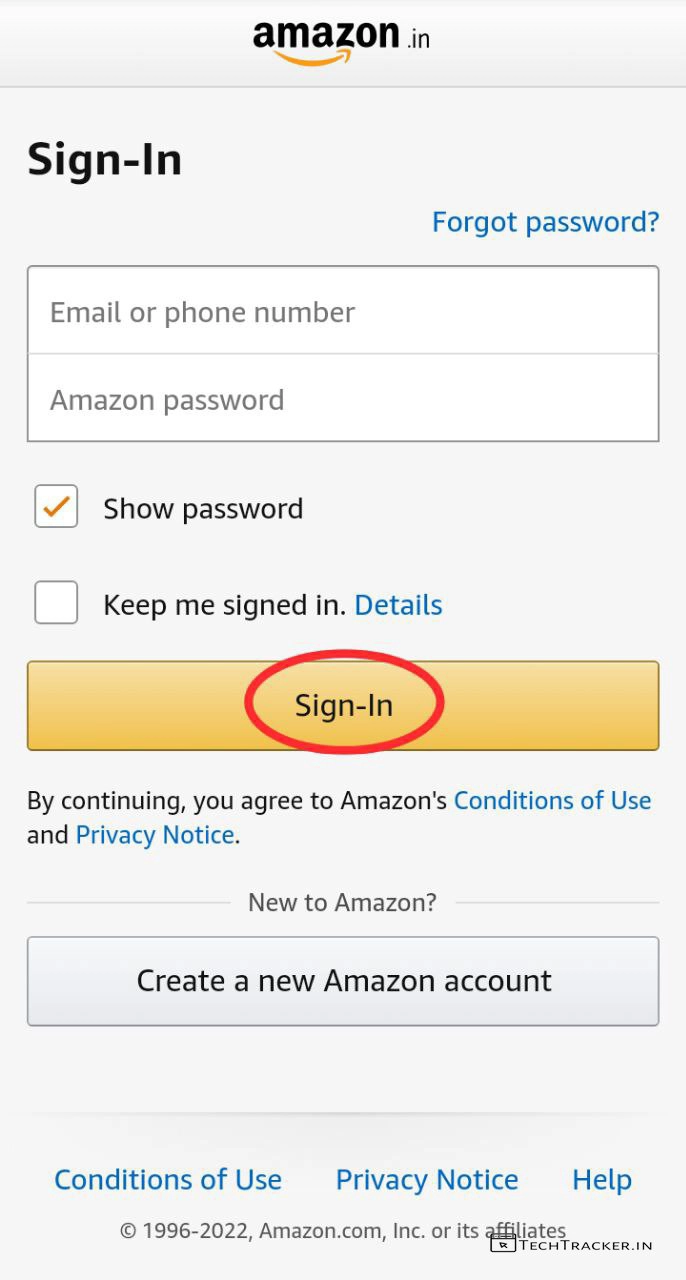 amazon.in
Sign-In
Forgot password?
Email or phone number
Amazon password
Show password
Keep me signed in. Details
Sign-In
By continuing, you agree to Amazon's Conditions of Use
and Privacy Notice.
New to Amazon?
Create a new Amazon account
Conditions of Use Privacy Notice Help
© 1996-2022, Amazon.com, Inc. or its affiliates
TECHTRACKER.IN